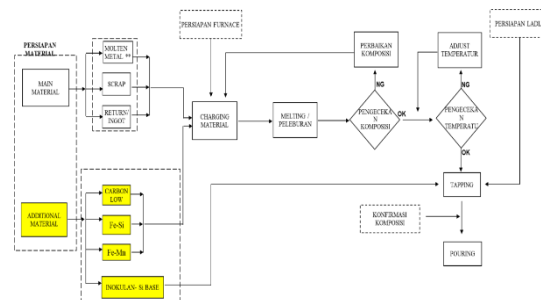 PERSIAPAN
MATERIAL
MAIN
MATERIAL
ADDITIONAL
MATERIAL
MOLTEN
METAL **
SCRAP
RETURN/
INGOT
CARBON
LOW
Fe-Si
Fe-Mn
INOKULAN- Si BASE
PERSIAPAN FURNACE
CHARGING
MATERIAL
MELTING /
PELEBURAN
PERBAIKAN
KOMPOSISI
NG
PENGECEKA
N KOMPOSISI
OK
ADJUST
TEMPERATUR
NG
PENGECEKA
N
TEMPERATU
OK
PERSIAPAN LADL
TAPPING
KONFIRMASI
KOMPOSISI
POURING